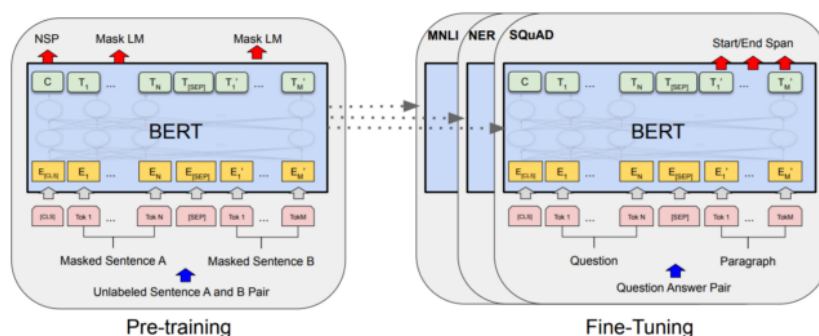 NSP Mask LM Mask LM
C T1 ... TN T[SEP] T1' ... TM'
BERT
E[CLS] E1 ... EN E[SEP] E1' ... EM'
[CLS] Tok 1 ... Tok N [SEP] Tok 1 ... TokM
Masked Sentence A Masked Sentence B
Unlabeled Sentence A and B Pair
Pre-training
MNLI NER SQuAD
Start/End Span
C T1 ... TN T[SEP] T1' ... TM'
BERT
E[CLS] E1 ... EN E[SEP] E1' ... EM'
[CLS] Tok 1 ... Tok N [SEP] Tok 1 ... TokM
Question Paragraph
Question Answer Pair
Fine-Tuning